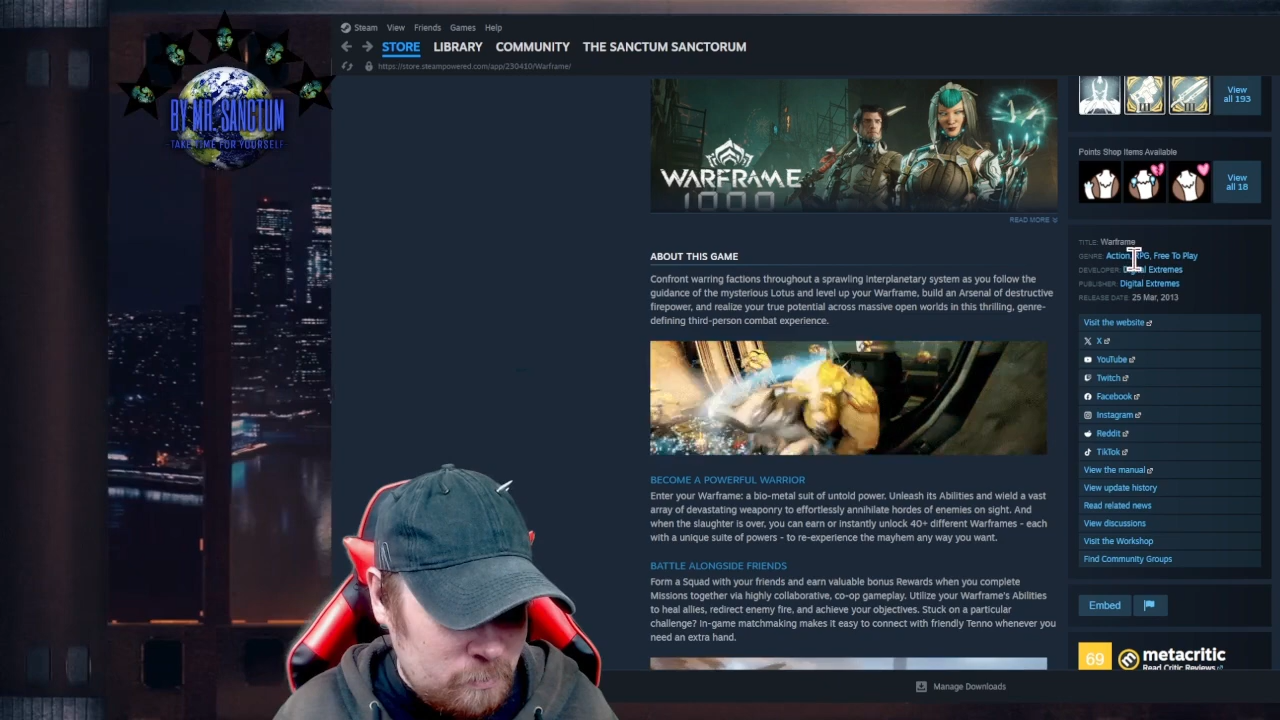 BY MR. SANCTUM
-TAKE TIME FOR YOURSELF-
Steam View Friends Games Help
STORE LIBRARY COMMUNITY THE SANCTUM SANCTORUM
https://store.steampowered.com/app/230410/Warframe/
WARFRAME
1999
READ MORE
ABOUT THIS GAME
Confront warring factions throughout a sprawling interplanetary system as you follow the
guidance of the mysterious Lotus and level up your Warframe, build an Arsenal of destructive
firepower, and realize your true potential across massive open worlds in this thrilling, genre-
defining third-person combat experience.
BECOME A POWERFUL WARRIOR
Enter your Warframe: a bio-metal suit of untold power. Unleash its Abilities and wield a vast
array of devastating weaponry to effortlessly annihilate hordes of enemies on sight. And
when the slaughter is over, you can earn or instantly unlock 40+ different Warframes - each
with a unique suite of powers - to re-experience the mayhem any way you want.
BATTLE ALONGSIDE FRIENDS
Form a Squad with your friends and earn valuable bonus Rewards when you complete
Missions together via highly collaborative, co-op gameplay. Utilize your Warframe's Abilities
to heal allies, redirect enemy fire, and achieve your objectives. Stuck on a particular
challenge? In-game matchmaking makes it easy to connect with friendly Tenno whenever you
need an extra hand.
View
all 193
Points Shop Items Available
View
all 18
TITLE: Warframe
GENRE: Action, RPG, Free To Play
DEVELOPER: Digital Extremes
PUBLISHER: Digital Extremes
RELEASE DATE: 25 Mar, 2013
Visit the website
X
YouTube
Twitch
Facebook
Instagram
Reddit
TikTok
View the manual
View update history
Read related news
View discussions
Visit the Workshop
Find Community Groups
Embed
69 metacritic
Read Critic Reviews
Manage Downloads